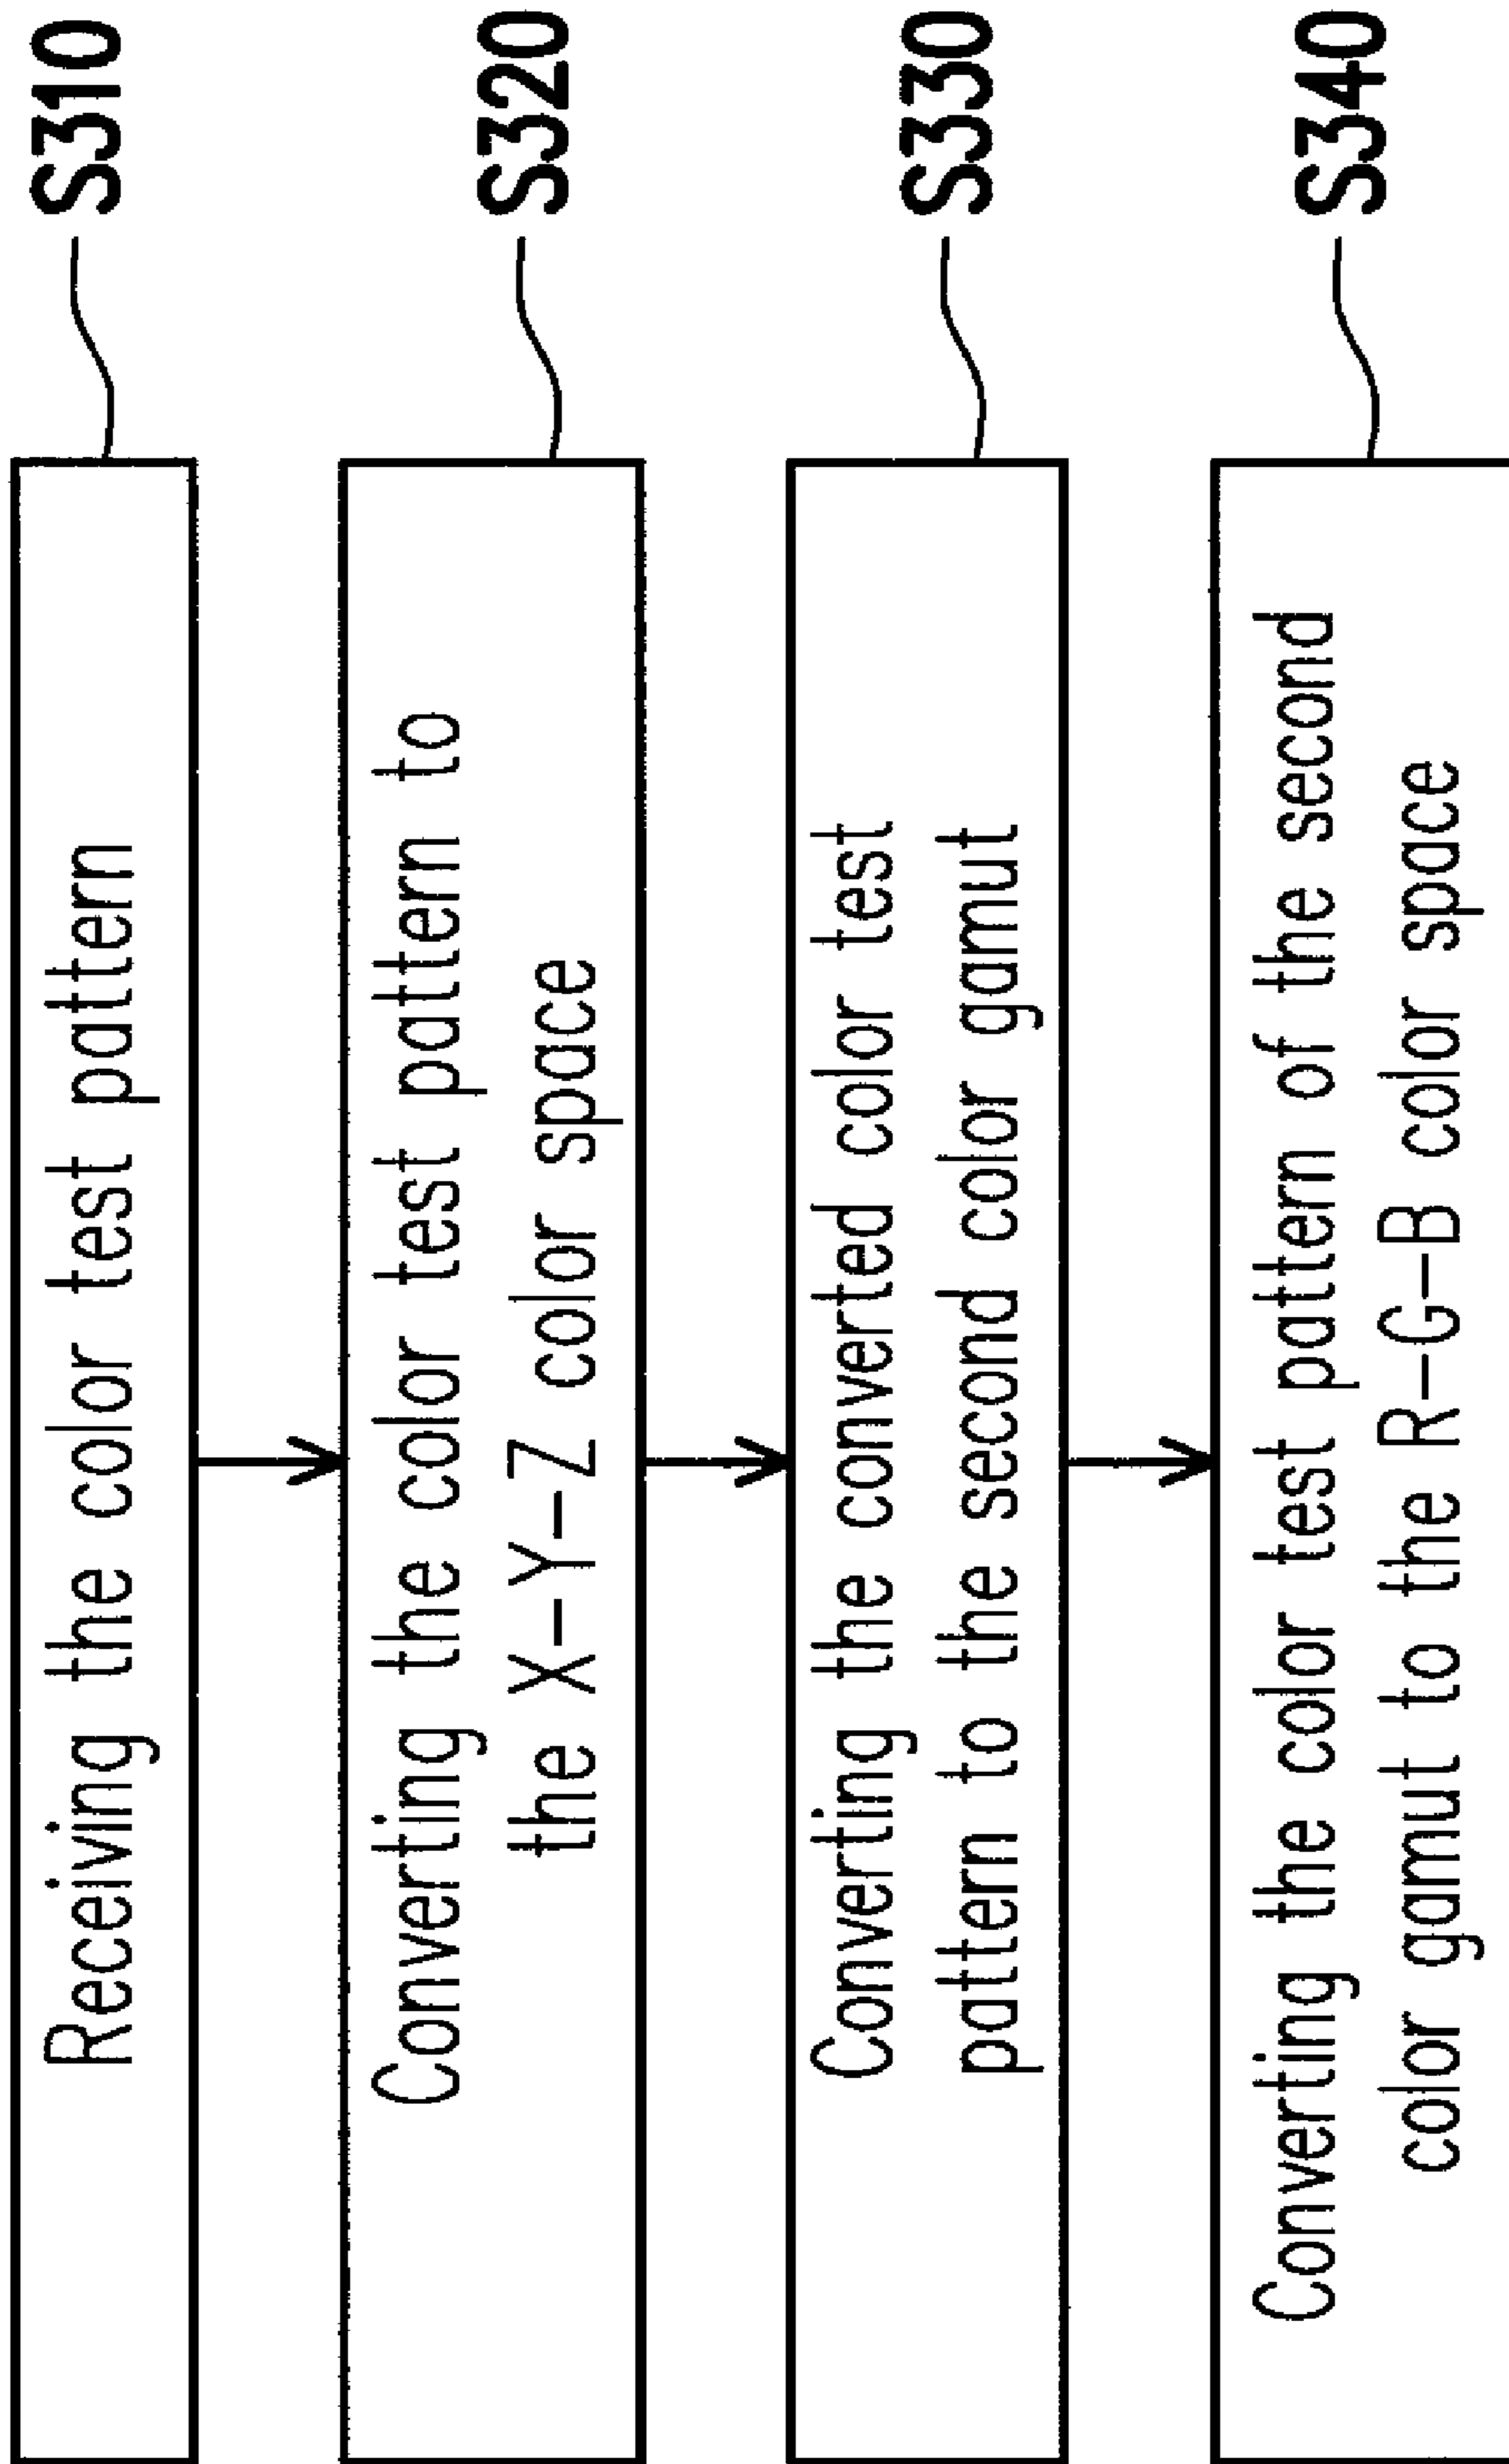 Receiving the color test pattern
S310
Converting the color test pattern to
the X-Y-Z color space
S320
Converting the converted color test
pattern to the second color gamut
S330
Converting the color test pattern of the second
color gamut to the R-G-B color space
S340